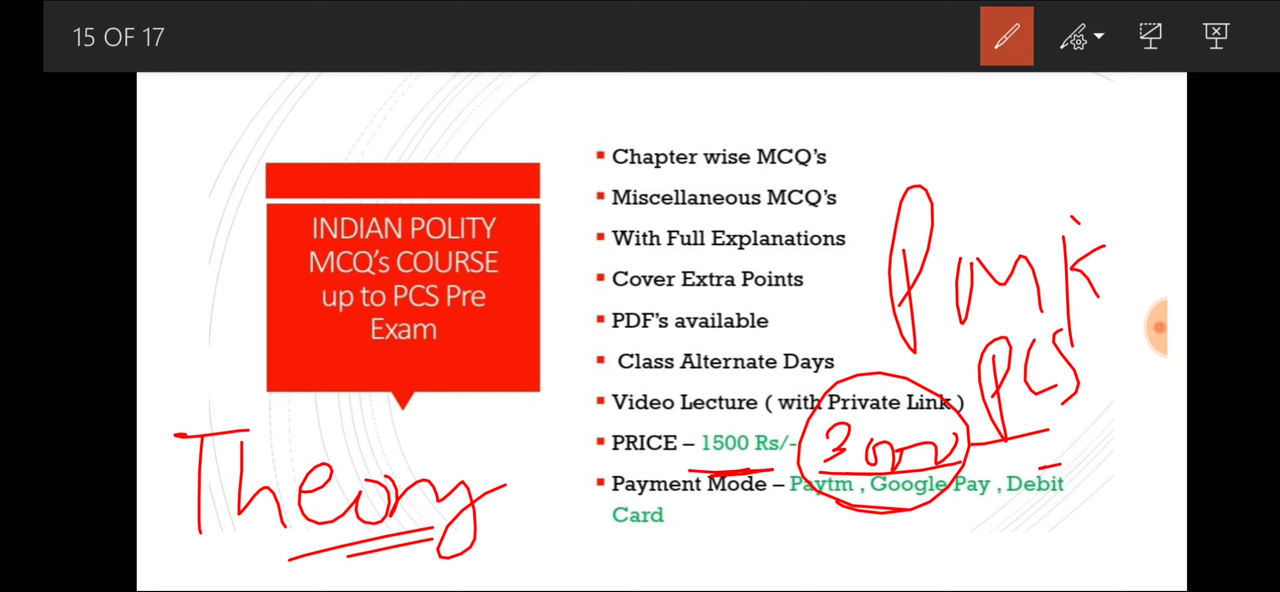 15 OF 17
INDIAN POLITY
MCQ's COURSE
up to PCS Pre
Exam
Chapter wise MCQ's
Miscellaneous MCQ's
With Full Explanations
Cover Extra Points
PDF's available
Class Alternate Days
Video Lecture ( with Private Link )
PRICE – 1500 Rs/-
Payment Mode – Paytm , Google Pay , Debit
Card
PCS
3000
Theory